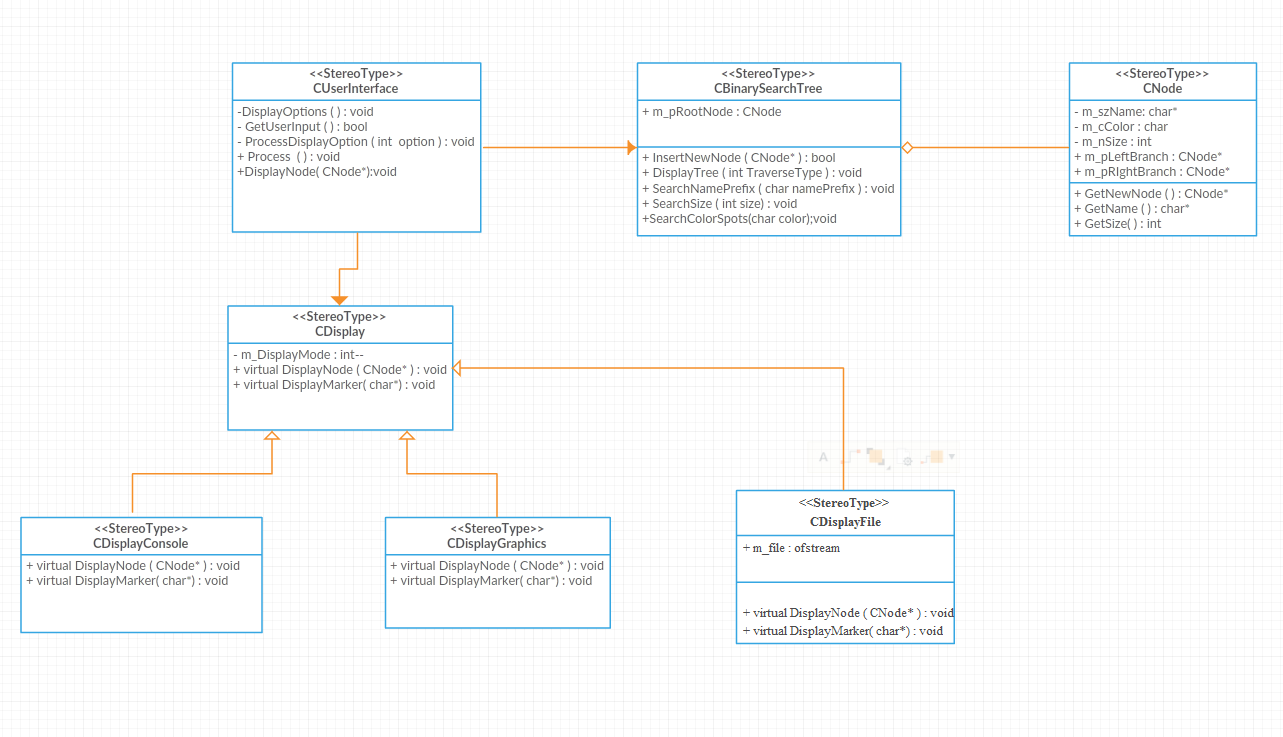 <<StereoType>>
CUserInterface
-DisplayOptions ( ) : void
- GetUserInput ( ) : bool
- ProcessDisplayOption ( int option ) : void
+ Process ( ) : void
+DisplayNode( CNode*):void
<<StereoType>>
CBinarySearchTree
+ m_pRootNode : CNode
+ InsertNewNode ( CNode* ) : bool
+ DisplayTree ( int TraverseType ) : void
+ SearchNamePrefix ( char namePrefix ) : void
+ SearchSize ( int size) : void
+SearchColorSpots(char color);void
<<StereoType>>
CNode
- m_szName: char*
- m_cColor : char
- m_nSize : int
+ m_pLeftBranch : CNode*
+ m_pRIghtBranch : CNode*
+ GetNewNode ( ) : CNode*
+ GetName ( ) : char*
+ GetSize( ) : int
<<StereoType>>
CDisplay
- m_DisplayMode : int--
+ virtual DisplayNode ( CNode* ) : void
+ virtual DisplayMarker( char*) : void
A
<<StereoType>>
CDisplayConsole
+ virtual DisplayNode ( CNode* ) : void
+ virtual DisplayMarker( char*) : void
<<StereoType>>
CDisplayGraphics
+ virtual DisplayNode ( CNode* ) : void
+ virtual DisplayMarker( char*) : void
<<StereoType>>
CDisplayFile
+ m_file : ofstream
+ virtual DisplayNode ( CNode* ) : void
+ virtual DisplayMarker( char*) : void